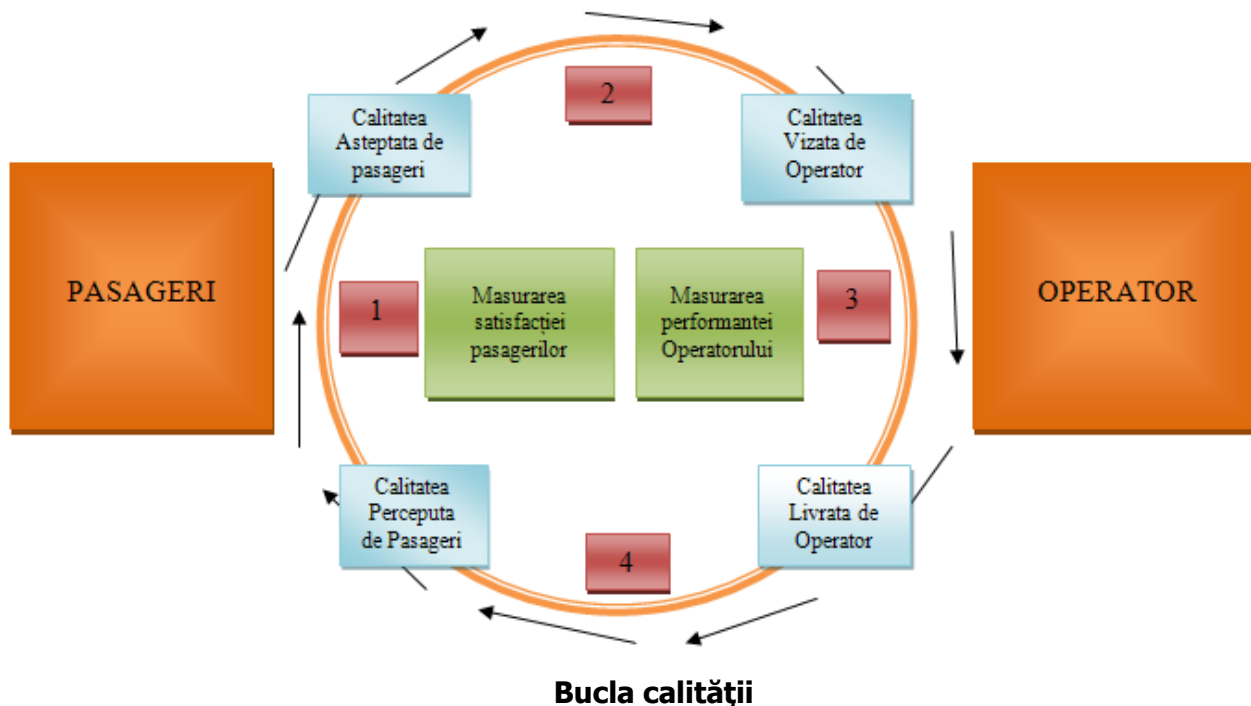 2
Calitatea
Asteptata de
pasageri
Calitatea
Vizata de
Operator
PASAGERI
1
Masurarea
satisfacției
pasagerilor
Masurarea
performantei
Operatorului
3
OPERATOR
Calitatea
Perceputa
de Pasageri
4
Calitatea
Livrata de
Operator
Bucla calităţii